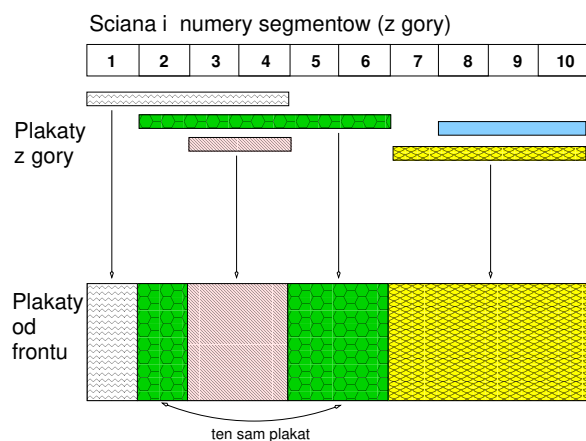 Sciana i numery segmentow (z gory)
1 2 3 4 5 6 7 8 9 10
Plakaty
z gory
Plakaty
od
frontu
ten sam plakat